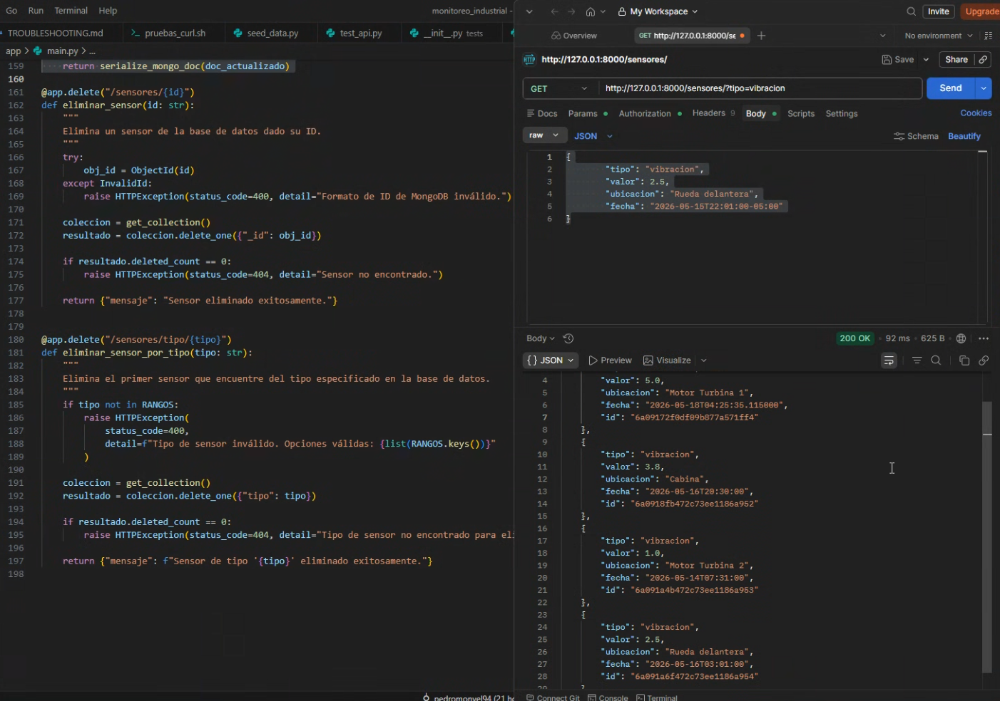 Go Run Terminal Help
monitoreo_industrial -
TROUBLESHOOTING.md
pruebas_curl.sh
seed_data.py
test_api.py
__init__.py tests
app > main.py > ...
159 return serialize_mongo_doc(doc_actualizado)
160
161 @app.delete("/sensores/{id}")
162 def eliminar_sensor(id: str):
163 """
164 Elimina un sensor de la base de datos dado su ID.
165 """
166 try:
167 obj_id = ObjectId(id)
168 except InvalidId:
169 raise HTTPException(status_code=400, detail="Formato de ID de MongoDB inválido.")
170
171 coleccion = get_collection()
172 resultado = coleccion.delete_one({"_id": obj_id})
173
174 if resultado.deleted_count == 0:
175 raise HTTPException(status_code=404, detail="Sensor no encontrado.")
176
177 return {"mensaje": "Sensor eliminado exitosamente."}
178
179
180 @app.delete("/sensores/tipo/{tipo}")
181 def eliminar_sensor_por_tipo(tipo: str):
182 """
183 Elimina el primer sensor que encuentre del tipo especificado en la base de datos.
184 """
185 if tipo not in RANGOS:
186 raise HTTPException(
187 status_code=400,
188 detail=f"Tipo de sensor inválido. Opciones válidas: {list(RANGOS.keys())}"
189 )
190
191 coleccion = get_collection()
192 resultado = coleccion.delete_one({"tipo": tipo})
193
194 if resultado.deleted_count == 0:
195 raise HTTPException(status_code=404, detail="Tipo de sensor no encontrado para el
196
197 return {"mensaje": f"Sensor de tipo '{tipo}' eliminado exitosamente."}
198
pedromonvel94 (21 ho
My Workspace
Invite
Upgrade
Overview
GET http://127.0.0.1:8000/se
No environment
HTTP
http://127.0.0.1:8000/sensores/
Save
Share
GET
http://127.0.0.1:8000/sensores/?tipo=vibracion
Send
Docs Params Authorization Headers 9 Body Scripts Settings
Cookies
raw
JSON
Schema
Beautify
1 {
2 "tipo": "vibracion",
3 "valor": 2.5,
4 "ubicacion": "Rueda delantera",
5 "fecha": "2026-05-15T22:01:00-05:00"
6 }
Body
200 OK • 92 ms • 625 B
{} JSON
Preview
Visualize
4 "valor": 5.0,
5 "ubicacion": "Motor Turbina 1",
6 "fecha": "2026-05-18T04:25:35.115000",
7 "id": "6a09172f0df09b877a571ff4"
8 },
9 {
10 "tipo": "vibracion",
11 "valor": 3.8,
12 "ubicacion": "Cabina",
13 "fecha": "2026-05-16T20:30:00",
14 "id": "6a0918fb472c73ee1186a952"
15 },
16 {
17 "tipo": "vibracion",
18 "valor": 1.0,
19 "ubicacion": "Motor Turbina 2",
20 "fecha": "2026-05-14T07:31:00",
21 "id": "6a091a4b472c73ee1186a953"
22 },
23 {
24 "tipo": "vibracion",
25 "valor": 2.5,
26 "ubicacion": "Rueda delantera",
27 "fecha": "2026-05-16T03:01:00",
28 "id": "6a091a6f472c73ee1186a954"
Connect Git
Console
Terminal